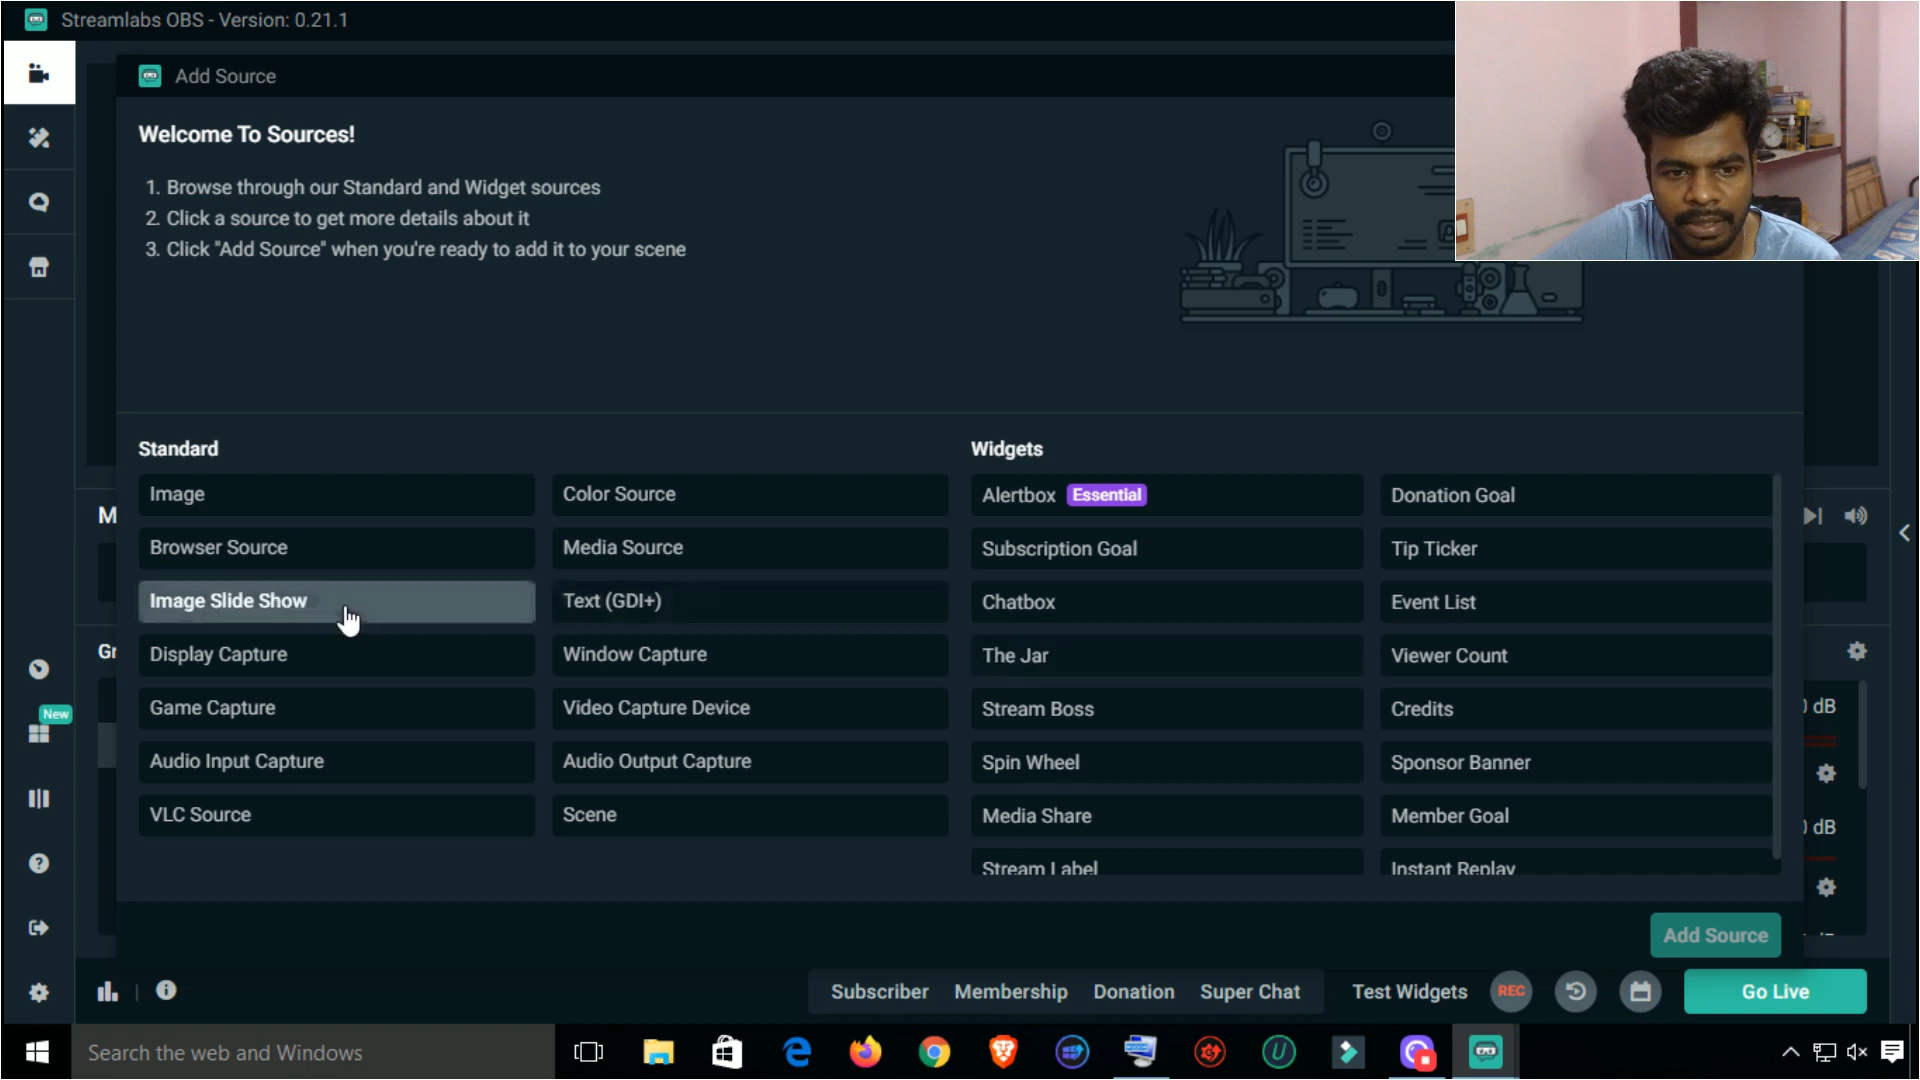 Streamlabs OBS - Version: 0.21.1
Add Source
Welcome To Sources!
1. Browse through our Standard and Widget sources
2. Click a source to get more details about it
3. Click "Add Source" when you're ready to add it to your scene
Standard
Widgets
Image
Color Source
Alertbox Essential
Donation Goal
M
Browser Source
Media Source
Subscription Goal
Tip Ticker
Image Slide Show
Text (GDI+)
Chatbox
Event List
Gr
Display Capture
Window Capture
The Jar
Viewer Count
Game Capture
Video Capture Device
Stream Boss
Credits
dB
New
Audio Input Capture
Audio Output Capture
Spin Wheel
Sponsor Banner
VLC Source
Scene
Media Share
Member Goal
dB
Stream Label
Instant Replay
Add Source
Subscriber Membership Donation Super Chat
Test Widgets
REC
Go Live
Search the web and Windows